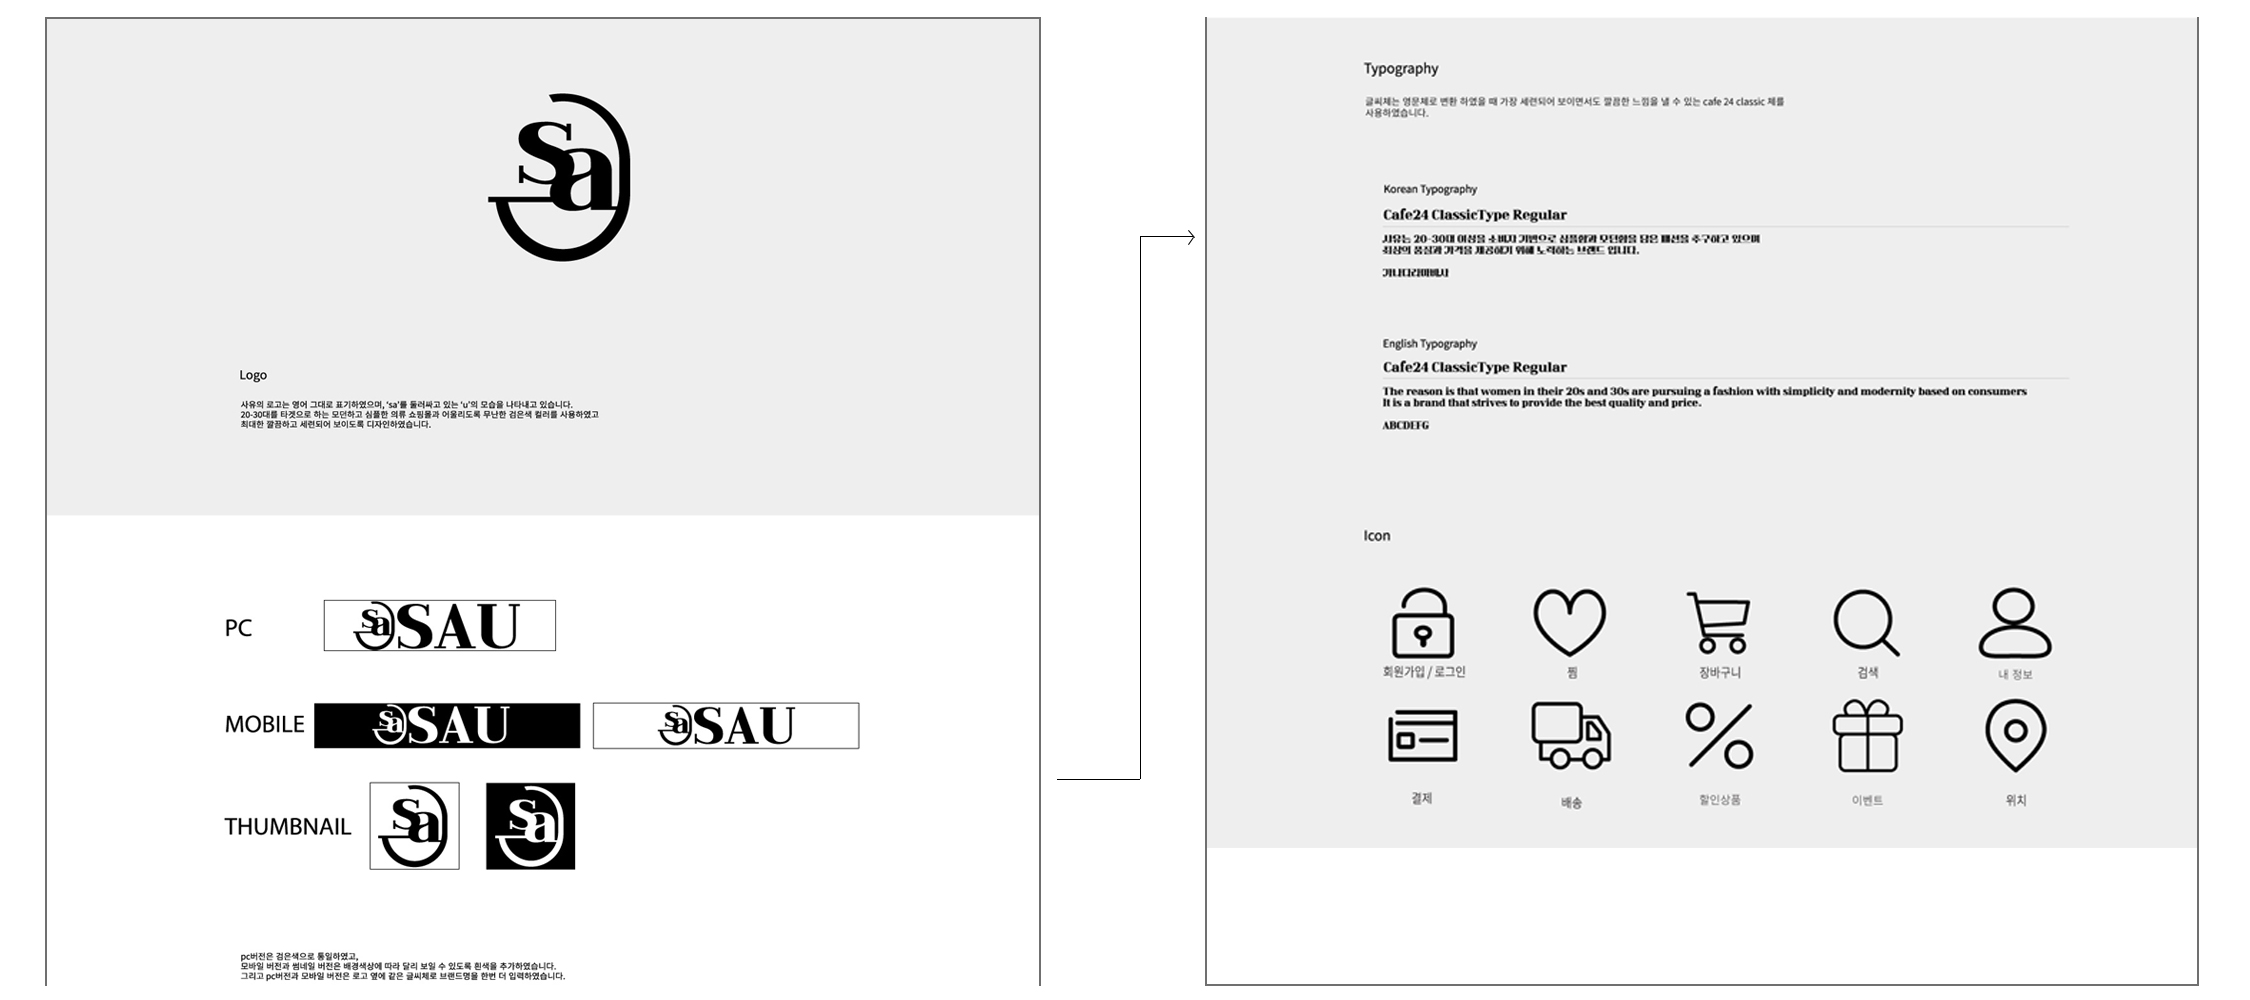 sa
Logo
사유의 로고는 영어 그대로 표기하였으며, 'sa'를 둘러싸고 있는 'u'의 모습을 나타내고 있습니다.
20-30대를 타겟으로 하는 모던하고 심플한 의류 쇼핑몰과 어울리도록 무난한 검은색 컬러를 사용하였고
최대한 깔끔하고 세련되어 보이도록 디자인하였습니다.
PC
sa SAU
MOBILE
sa SAU
sa SAU
THUMBNAIL
sa
sa
pc버전은 검은색으로 통일하였고,
모바일 버전과 썸네일 버전은 배경색상에 따라 달리 보일 수 있도록 흰색을 추가하였습니다.
그리고 pc버전과 모바일 버전은 로고 옆에 같은 글씨체로 브랜드명을 한번 더 입력하였습니다.
Typography
글씨체는 영문체로 변환 하였을 때 가장 세련되어 보이면서도 깔끔한 느낌을 낼 수 있는 cafe 24 classic 체를
사용하였습니다.
Korean Typography
Cafe24 ClassicType Regular
사유는 20-30대 여성을 소비자 기반으로 심플함과 모던함을 담은 패션을 추구하고 있으며
최상의 품질과 가격을 제공하기 위해 노력하는 브랜드 입니다.
가나다라마바사
English Typography
Cafe24 ClassicType Regular
The reason is that women in their 20s and 30s are pursuing a fashion with simplicity and modernity based on consumers
It is a brand that strives to provide the best quality and price.
ABCDEFG
Icon
회원가입 / 로그인
찜
장바구니
검색
내 정보
결제
배송
할인상품
이벤트
위치